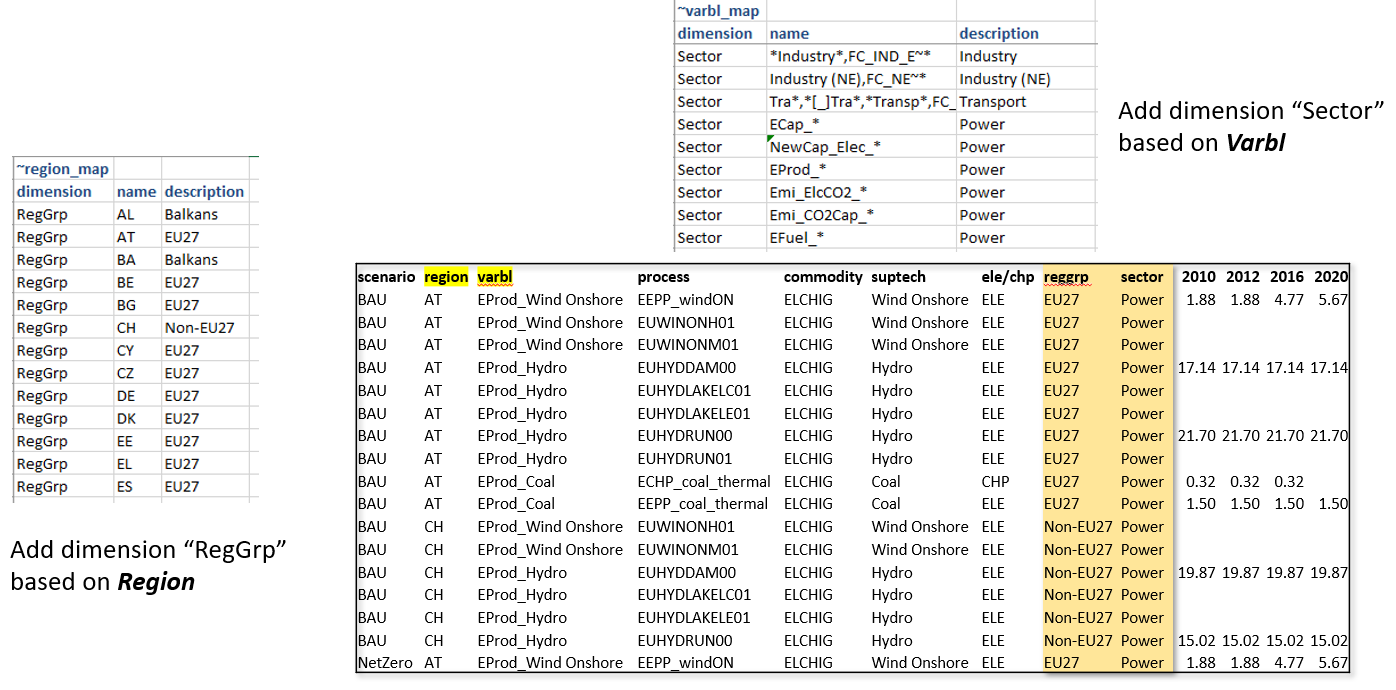 ~varbl_map
dimension name description
Sector *Industry*,FC_IND_E~* Industry
Sector Industry (NE),FC_NE~* Industry (NE)
Sector Tra*,*[_]Tra*,*Transp*,FC_ Transport
Sector ECap_* Power
Sector NewCap_Elec_* Power
Sector EProd_* Power
Sector Emi_ElcCO2_* Power
Sector Emi_CO2Cap_* Power
Sector EFuel_* Power
Add dimension “Sector”
based on Varbl
~region_map
dimension name description
RegGrp AL Balkans
RegGrp AT EU27
RegGrp BA Balkans
RegGrp BE EU27
RegGrp BG EU27
RegGrp CH Non-EU27
RegGrp CY EU27
RegGrp CZ EU27
RegGrp DE EU27
RegGrp DK EU27
RegGrp EE EU27
RegGrp EL EU27
RegGrp ES EU27
Add dimension “RegGrp”
based on Region
scenario region varbl process commodity suptech ele/chp reggrp sector 2010 2012 2016 2020
BAU AT EProd_Wind Onshore EEPP_windON ELCHIG Wind Onshore ELE EU27 Power 1.88 1.88 4.77 5.67
BAU AT EProd_Wind Onshore EUWINONH01 ELCHIG Wind Onshore ELE EU27 Power
BAU AT EProd_Wind Onshore EUWINONM01 ELCHIG Wind Onshore ELE EU27 Power
BAU AT EProd_Hydro EUHYDDAM00 ELCHIG Hydro ELE EU27 Power 17.14 17.14 17.14 17.14
BAU AT EProd_Hydro EUHYDLAKELC01 ELCHIG Hydro ELE EU27 Power
BAU AT EProd_Hydro EUHYDLAKELE01 ELCHIG Hydro ELE EU27 Power
BAU AT EProd_Hydro EUHYDRUN00 ELCHIG Hydro ELE EU27 Power 21.70 21.70 21.70 21.70
BAU AT EProd_Hydro EUHYDRUN01 ELCHIG Hydro ELE EU27 Power
BAU AT EProd_Coal ECHP_coal_thermal ELCHIG Coal CHP EU27 Power 0.32 0.32 0.32
BAU AT EProd_Coal EEPP_coal_thermal ELCHIG Coal ELE EU27 Power 1.50 1.50 1.50 1.50
BAU CH EProd_Wind Onshore EUWINONH01 ELCHIG Wind Onshore ELE Non-EU27 Power
BAU CH EProd_Wind Onshore EUWINONM01 ELCHIG Wind Onshore ELE Non-EU27 Power
BAU CH EProd_Hydro EUHYDDAM00 ELCHIG Hydro ELE Non-EU27 Power 19.87 19.87 19.87 19.87
BAU CH EProd_Hydro EUHYDLAKELC01 ELCHIG Hydro ELE Non-EU27 Power
BAU CH EProd_Hydro EUHYDLAKELE01 ELCHIG Hydro ELE Non-EU27 Power
BAU CH EProd_Hydro EUHYDRUN00 ELCHIG Hydro ELE Non-EU27 Power 15.02 15.02 15.02 15.02
NetZero AT EProd_Wind Onshore EEPP_windON ELCHIG Wind Onshore ELE EU27 Power 1.88 1.88 4.77 5.67